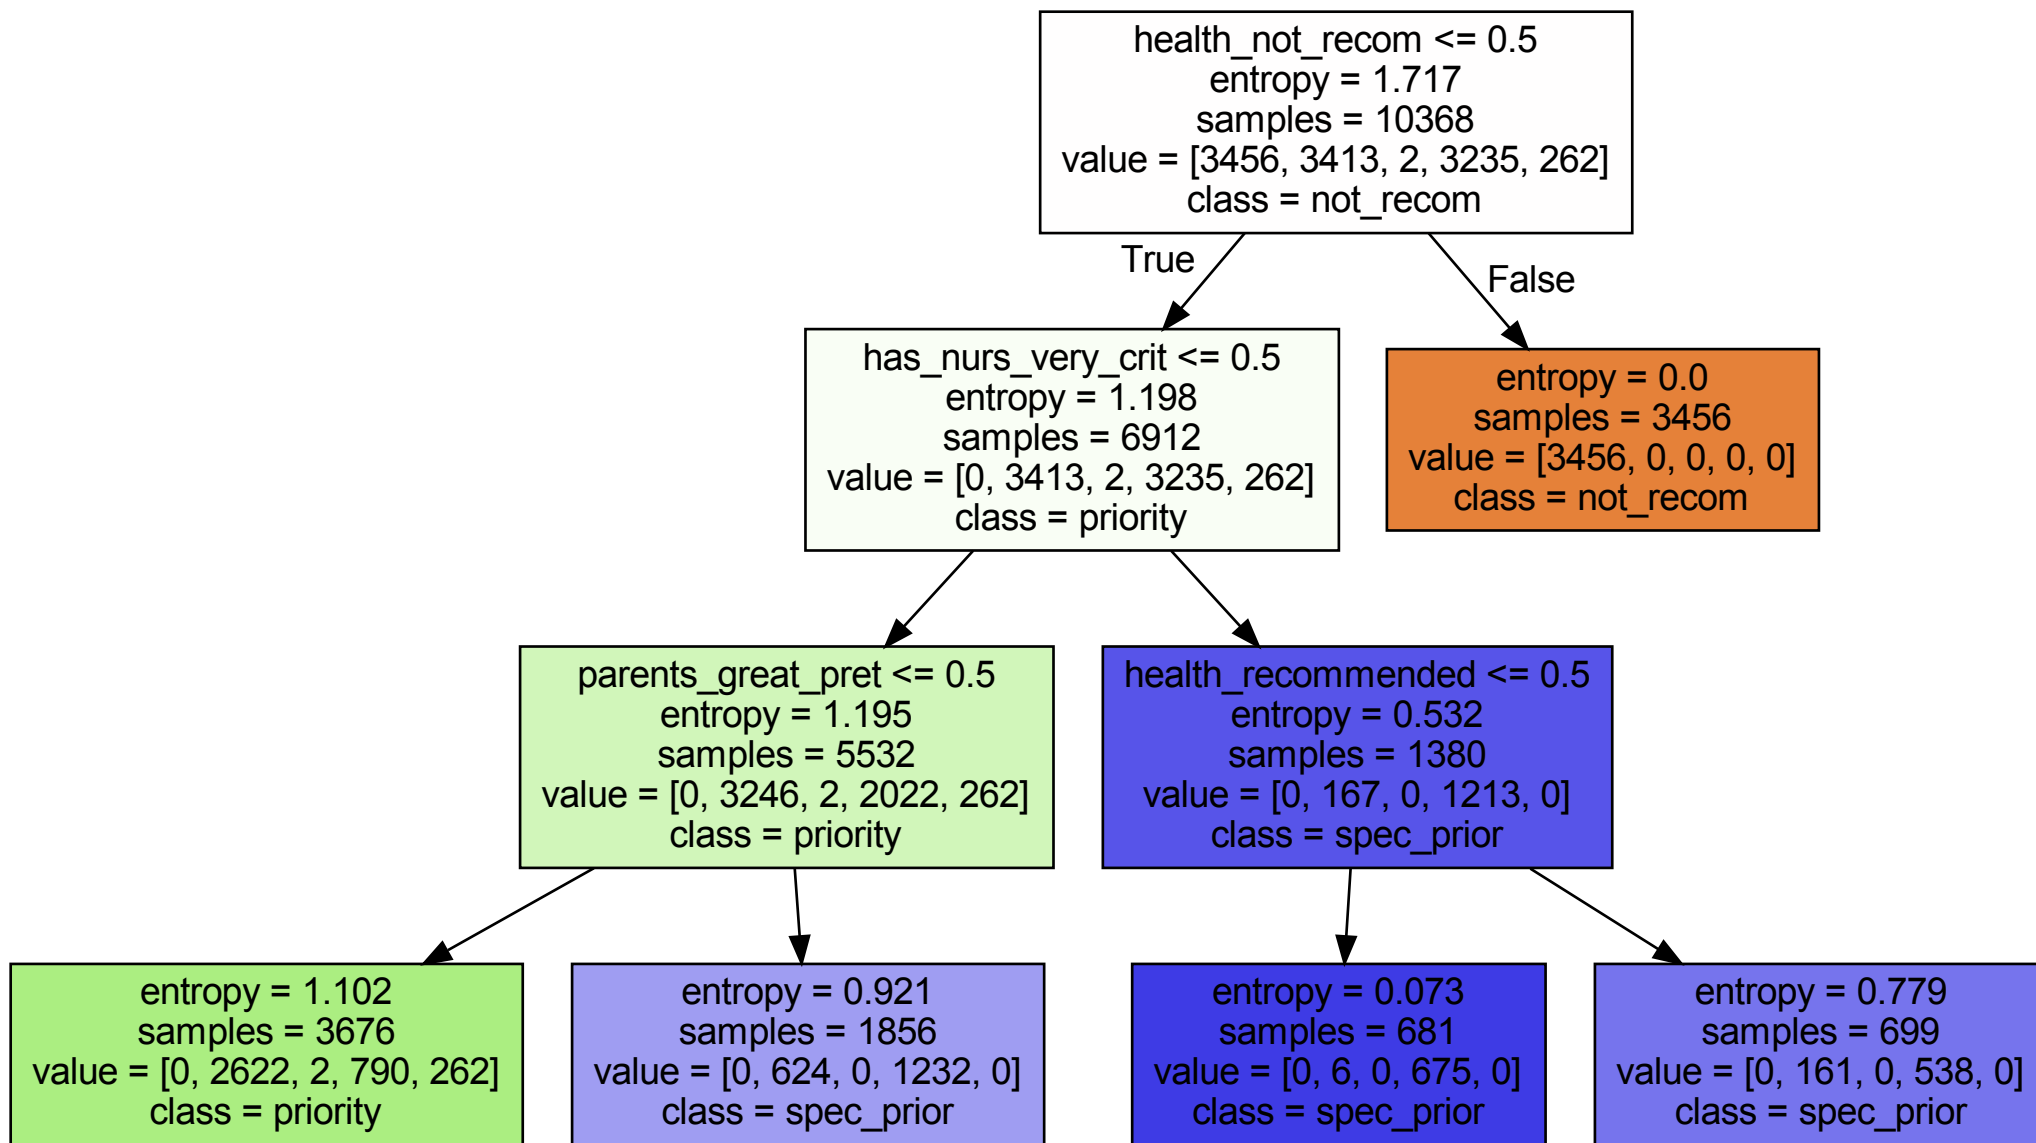 health_not_recom <= 0.5
entropy = 1.717
samples = 10368
value = [3456, 3413, 2, 3235, 262]
class = not_recom
True
False
has_nurs_very_crit <= 0.5
entropy = 1.198
samples = 6912
value = [0, 3413, 2, 3235, 262]
class = priority
entropy = 0.0
samples = 3456
value = [3456, 0, 0, 0, 0]
class = not_recom
parents_great_pret <= 0.5
entropy = 1.195
samples = 5532
value = [0, 3246, 2, 2022, 262]
class = priority
health_recommended <= 0.5
entropy = 0.532
samples = 1380
value = [0, 167, 0, 1213, 0]
class = spec_prior
entropy = 1.102
samples = 3676
value = [0, 2622, 2, 790, 262]
class = priority
entropy = 0.921
samples = 1856
value = [0, 624, 0, 1232, 0]
class = spec_prior
entropy = 0.073
samples = 681
value = [0, 6, 0, 675, 0]
class = spec_prior
entropy = 0.779
samples = 699
value = [0, 161, 0, 538, 0]
class = spec_prior